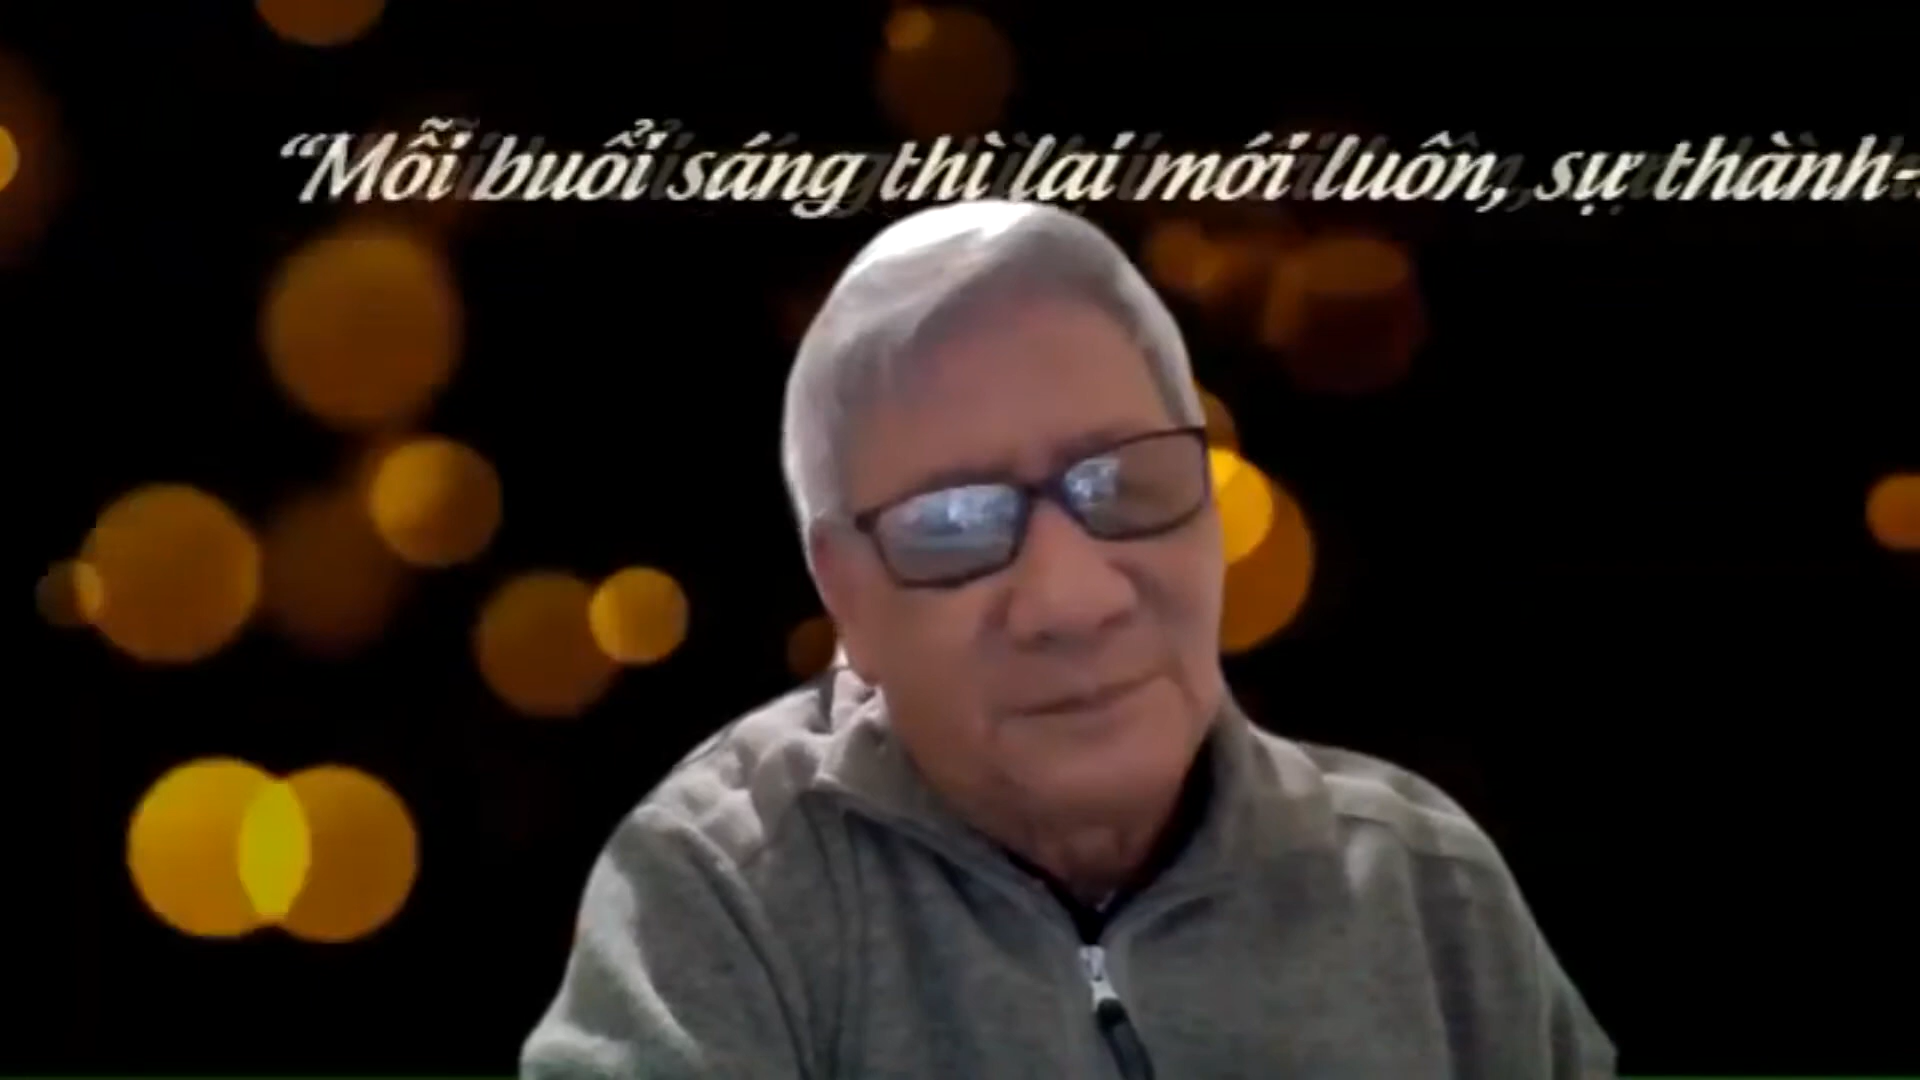 “Mỗi buổi sáng thì lại mới luôn, sự thành-